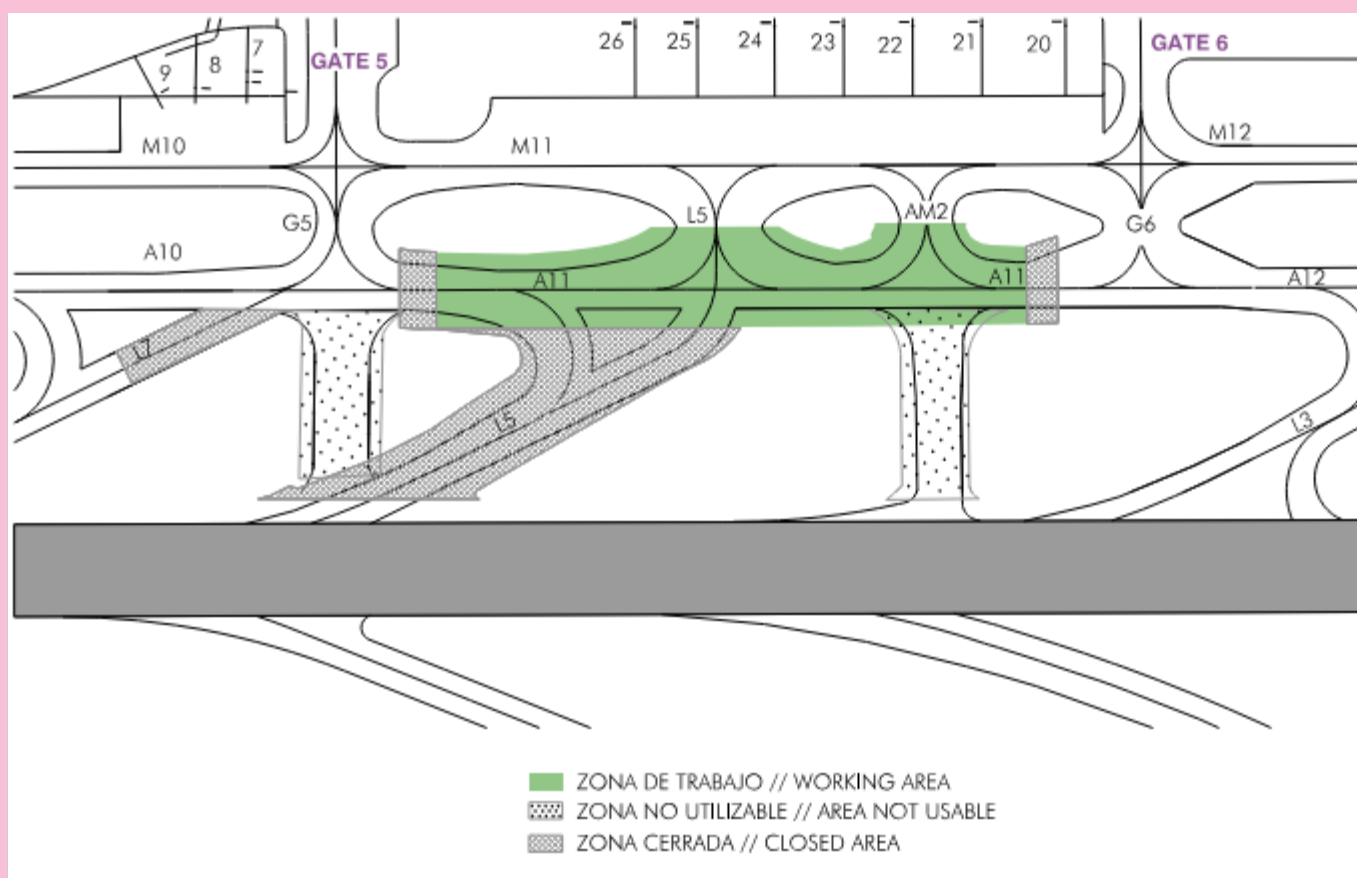 26
25
24
23
22
21
20
7
8
9
GATE 5
GATE 6
M10
M11
M12
G5
L5
AM2
G6
A10
A11
A11
A12
L7
L5
L3
ZONA DE TRABAJO // WORKING AREA
ZONA NO UTILIZABLE // AREA NOT USABLE
ZONA CERRADA // CLOSED AREA